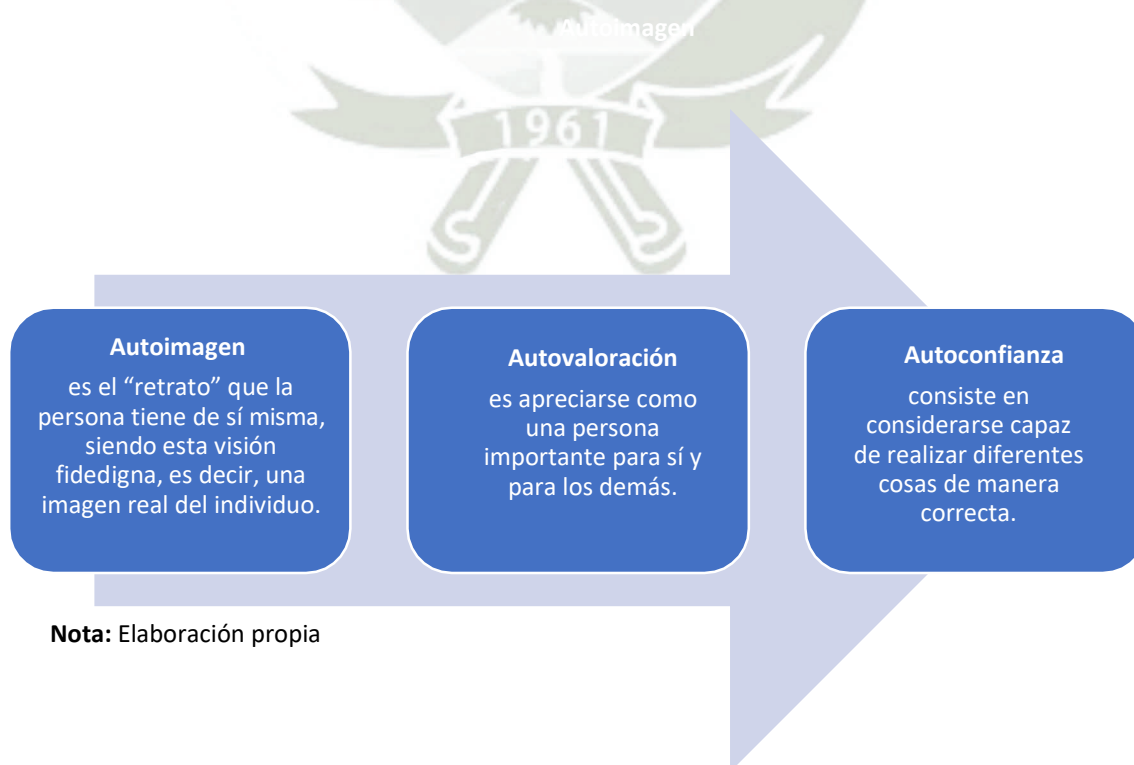 Autoimagen
1961
Autoimagen
es el “retrato” que la
persona tiene de sí misma,
siendo esta visión
fidedigna, es decir, una
imagen real del individuo.
Autovaloración
es apreciarse como
una persona
importante para sí y
para los demás.
Autoconfianza
consiste en
considerarse capaz
de realizar diferentes
cosas de manera
correcta.
Nota: Elaboración propia